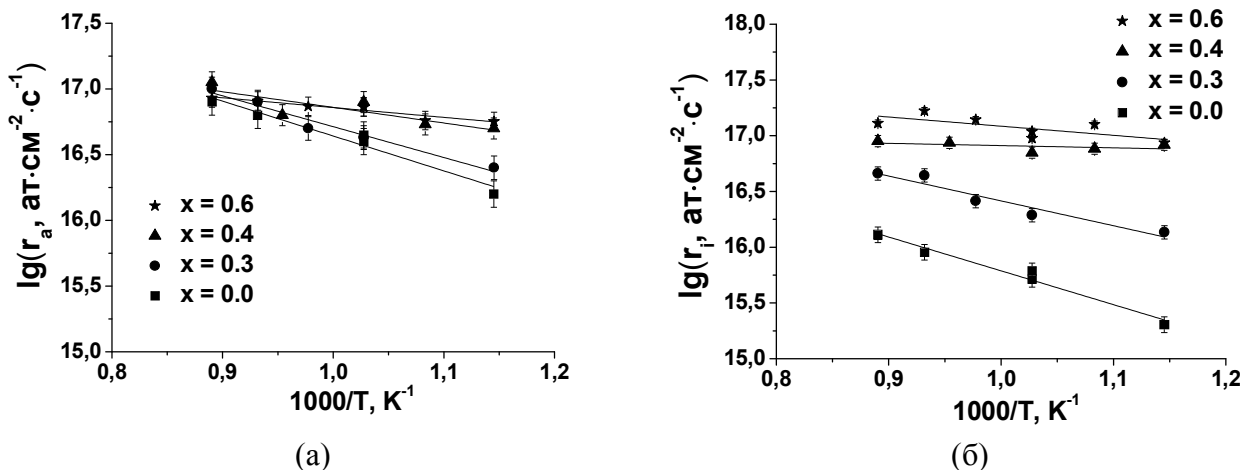 17,5
17,0
16,5
16,0
15,5
15,0
0,8 0,9 1,0 1,1 1,2
lg(r_a, ат·см^-2·с^-1)
1000/T, K^-1
x = 0.6
x = 0.4
x = 0.3
x = 0.0
(а)
18,0
17,5
17,0
16,5
16,0
15,5
15,0
0,8 0,9 1,0 1,1 1,2
lg(r_i, ат·см^-2·с^-1)
1000/T, K^-1
x = 0.6
x = 0.4
x = 0.3
x = 0.0
(б)